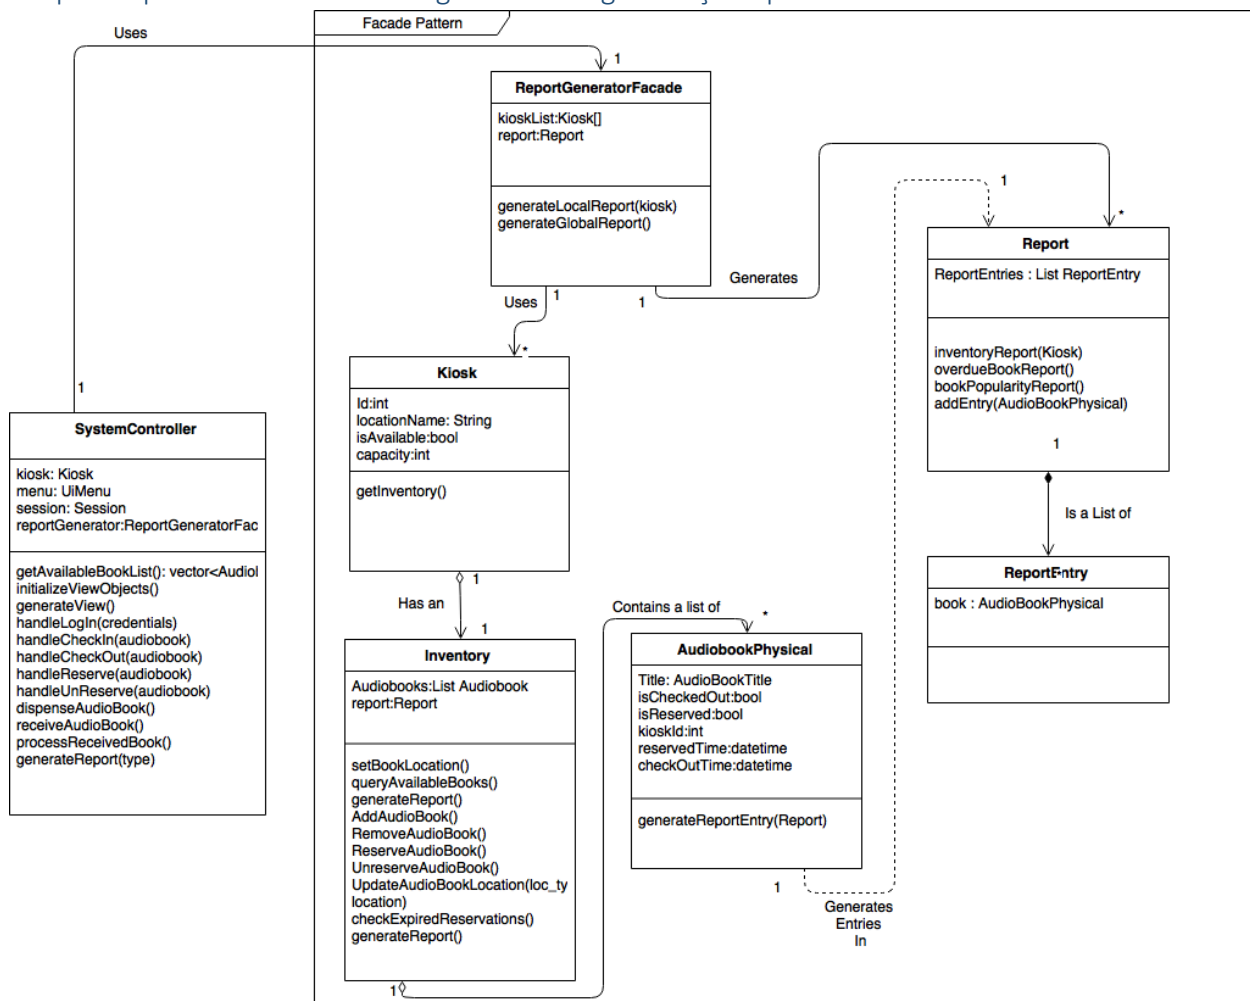 Facade Pattern
Uses
1
ReportGeneratorFacade
kioskList:Kiosk[]
report:Report
generateLocalReport(kiosk)
generateGlobalReport()
1
*
Report
ReportEntries : List ReportEntry
inventoryReport(Kiosk)
overdueBookReport()
bookPopularityReport()
addEntry(AudioBookPhysical)
1
Generates
1
Uses
1
*
Kiosk
Id:int
locationName: String
isAvailable:bool
capacity:int
getInventory()
1
SystemController
kiosk: Kiosk
menu: UiMenu
session: Session
reportGenerator:ReportGeneratorFac
getAvailableBookList(): vector<Audiol
initializeViewObjects()
generateView()
handleLogIn(credentials)
handleCheckIn(audiobook)
handleCheckOut(audiobook)
handleReserve(audiobook)
handleUnReserve(audiobook)
dispenseAudioBook()
receiveAudioBook()
processReceivedBook()
generateReport(type)
Is a List of
*
ReportEntry
book : AudioBookPhysical
1
Has an
1
Inventory
Audiobooks:List Audiobook
report:Report
setBookLocation()
queryAvailableBooks()
generateReport()
AddAudioBook()
RemoveAudioBook()
ReserveAudioBook()
UnreserveAudioBook()
UpdateAudioBookLocation(loc_ty
location)
checkExpiredReservations()
generateReport()
1
Contains a list of
*
AudiobookPhysical
Title: AudioBookTitle
isCheckedOut:bool
isReserved:bool
kioskId:int
reservedTime:datetime
checkOutTime:datetime
generateReportEntry(Report)
1
Generates
Entries
In